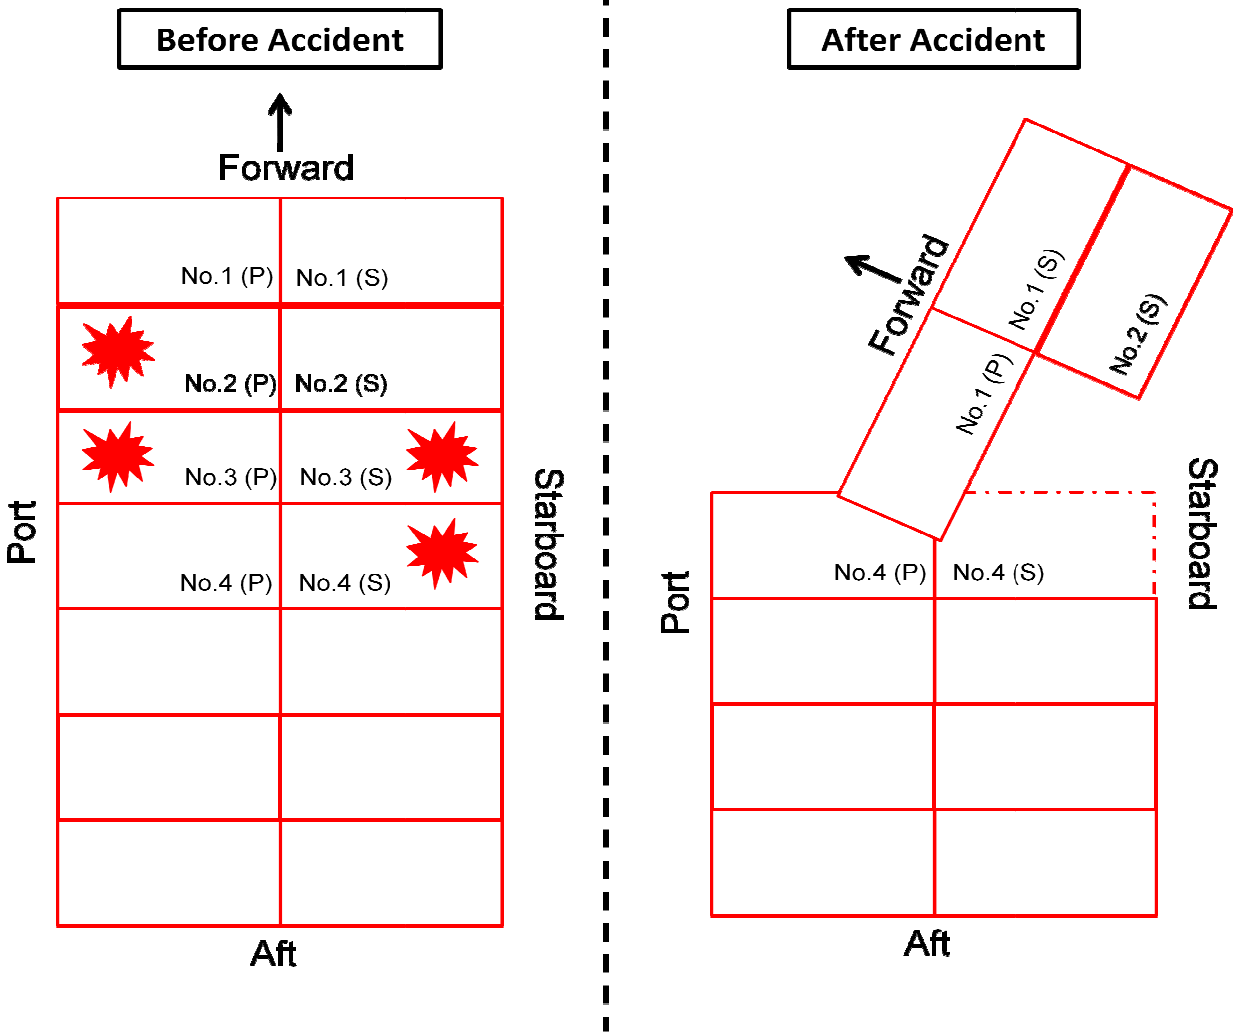 Before Accident
Forward
No.1 (P) No.1 (S)
No.2 (P) No.2 (S)
No.3 (P) No.3 (S)
No.4 (P) No.4 (S)
Port
Starboard
Aft
After Accident
Forward
No.1 (S)
No.2 (S)
No.1 (P)
No.4 (P) No.4 (S)
Port
Starboard
Aft